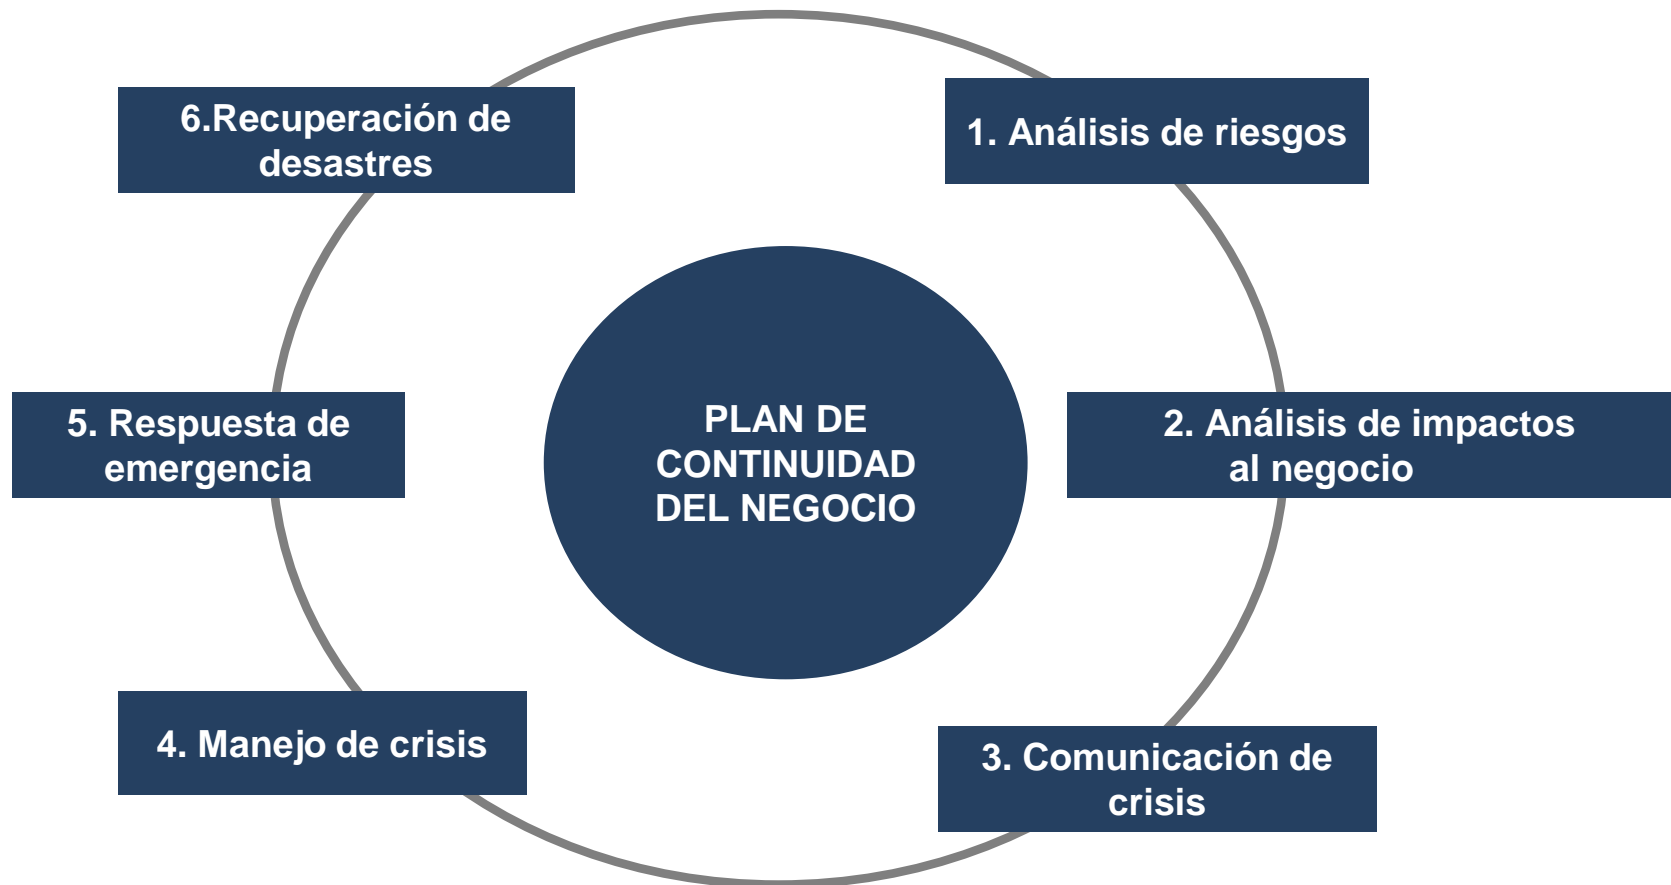 6.Recuperación de
desastres
1. Análisis de riesgos
5. Respuesta de
emergencia
PLAN DE
CONTINUIDAD
DEL NEGOCIO
2. Análisis de impactos
al negocio
4. Manejo de crisis
3. Comunicación de
crisis